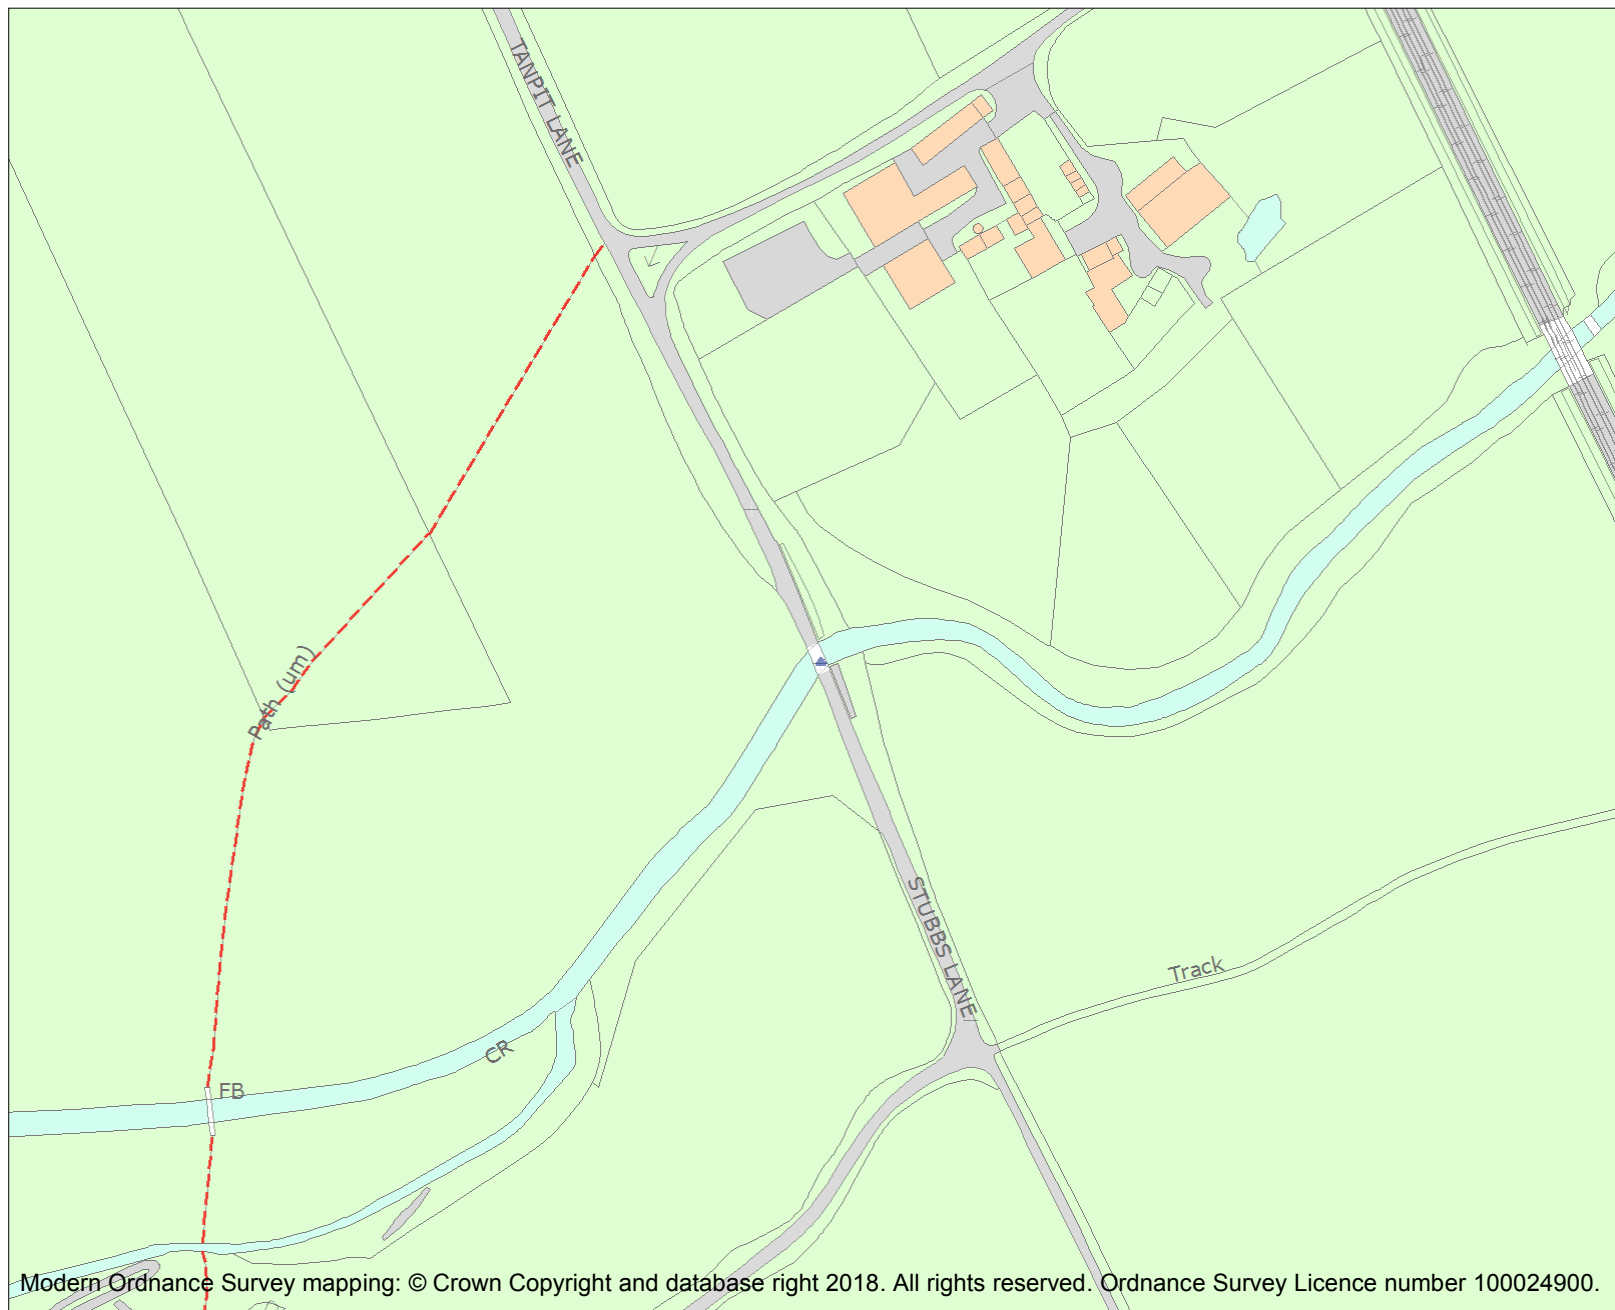 TANPIT LANE
Path (um)
STUBBS LANE
Track
CR
FB
Modern Ordnance Survey mapping: © Crown Copyright and database right 2018. All rights reserved. Ordnance Survey Licence number 100024900.